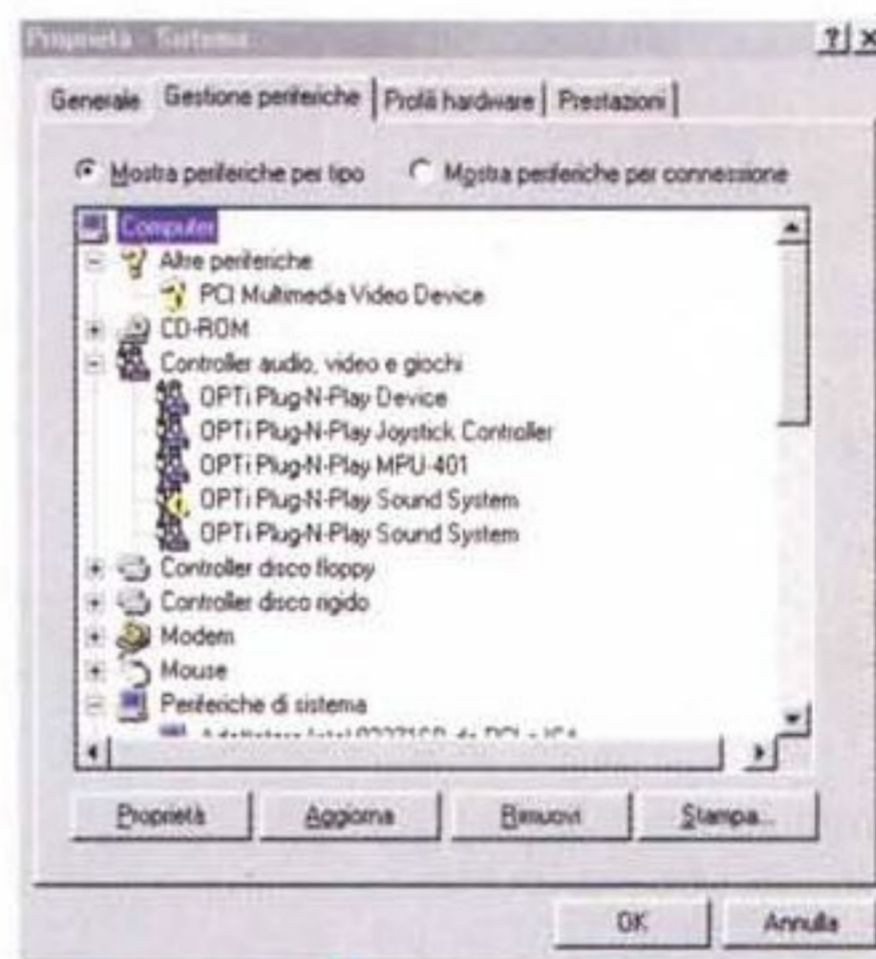 Proprietà - Sistema
Generale Gestione periferiche Profili hardware Prestazioni
Mostra periferiche per tipo Mostra periferiche per connessione
Computer
Altre periferiche
PCI Multimedia Video Device
CD-ROM
Controller audio, video e giochi
OPTi Plug-N-Play Device
OPTi Plug-N-Play Joystick Controller
OPTi Plug-N-Play MPU-401
OPTi Plug-N-Play Sound System
OPTi Plug-N-Play Sound System
Controller disco floppy
Controller disco rigido
Modem
Mouse
Periferiche di sistema
Proprietà Aggiorna Rimuovi Stampa...
OK Annulla